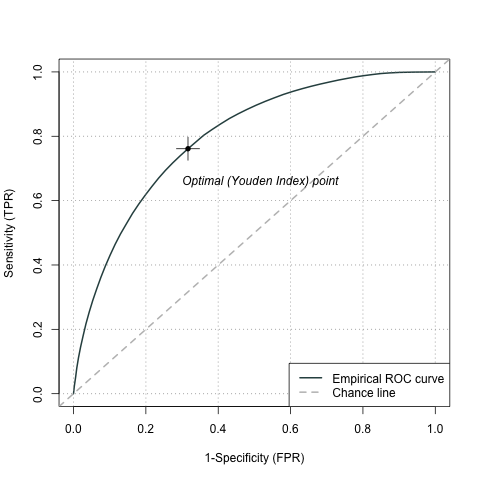 Sensitivity (TPR)
1.0
0.8
0.6
0.4
0.2
0.0
Optimal (Youden Index) point
Empirical ROC curve
Chance line
0.0 0.2 0.4 0.6 0.8 1.0
1-Specificity (FPR)